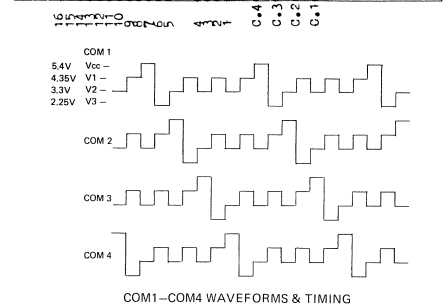 16 15 14 13 12 11 10 9 8 7 6 5 4 3 2 1 C.4 C.3 C.2 C.1
COM 1
5,4V Vcc –
4,35V V1 –
3,3V V2 –
2,25V V3 –
COM 2
COM 3
COM 4
COM1–COM4 WAVEFORMS & TIMING